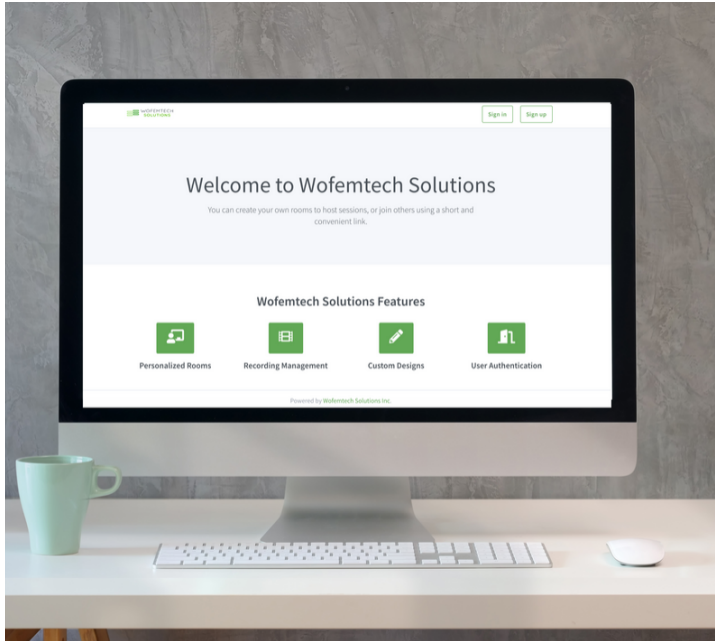 WOFEMTECH
SOLUTIONS
Sign in
Sign up
Welcome to Wofemtech Solutions
You can create your own rooms to host sessions, or join others using a short and
convenient link.
Wofemtech Solutions Features
Personalized Rooms
Recording Management
Custom Designs
User Authentication
Powered by Wofemtech Solutions Inc.